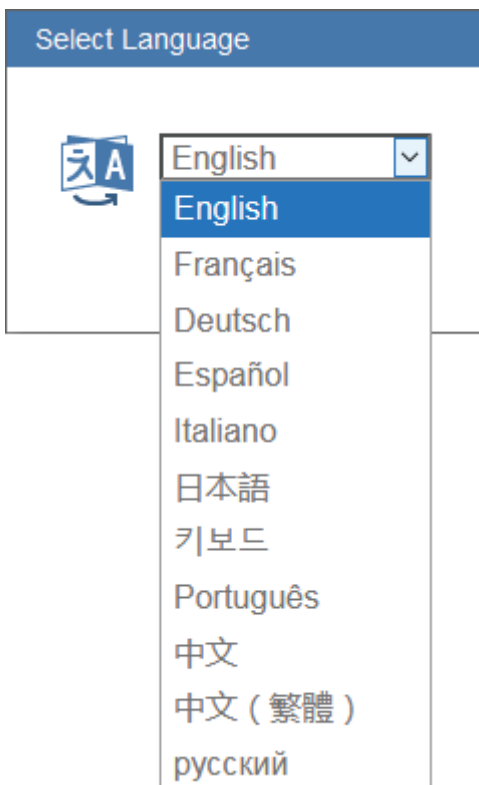 Select Language
English
English
Français
Deutsch
Español
Italiano
日本語
키보드
Português
中文
中文 ( 繁體 )
русский